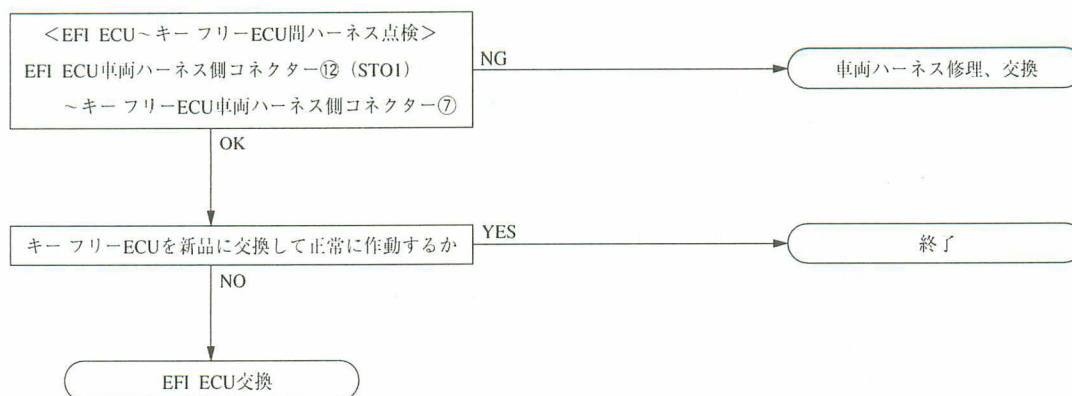 <EFI ECU~キー フリーECU間ハーネス点検>
EFI ECU車両ハーネス側コネクター⑫ (STO1)
~キー フリーECU車両ハーネス側コネクター⑦
NG
車両ハーネス修理、交換
OK
キー フリーECUを新品に交換して正常に作動するか
YES
終了
NO
EFI ECU交換